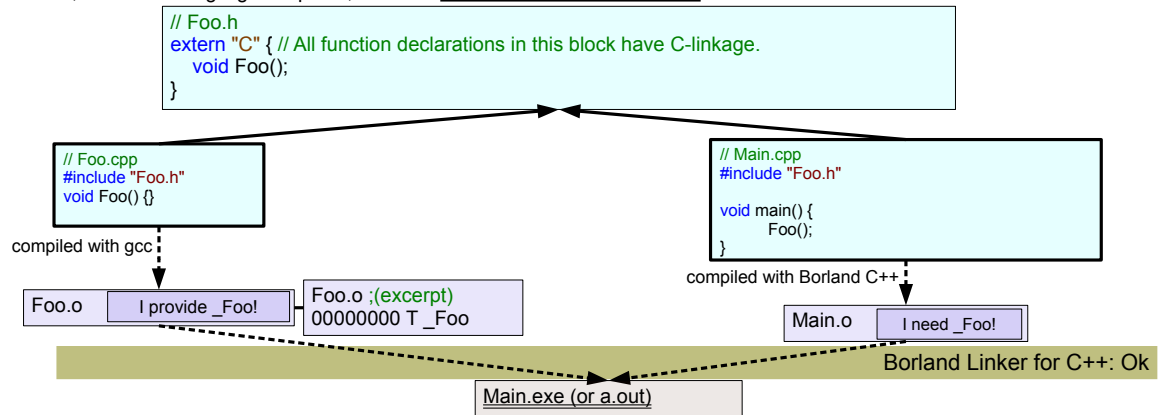 // Foo.h
extern "C" { // All function declarations in this block have C-linkage.
void Foo();
}
// Foo.cpp
#include "Foo.h"
void Foo() {}
// Main.cpp
#include "Foo.h"
void main() {
Foo();
}
compiled with gcc
compiled with Borland C++
Foo.o
I provide _Foo!
Foo.o ;(excerpt)
00000000 T _Foo
Main.o
I need _Foo!
Borland Linker for C++: Ok
Main.exe (or a.out)